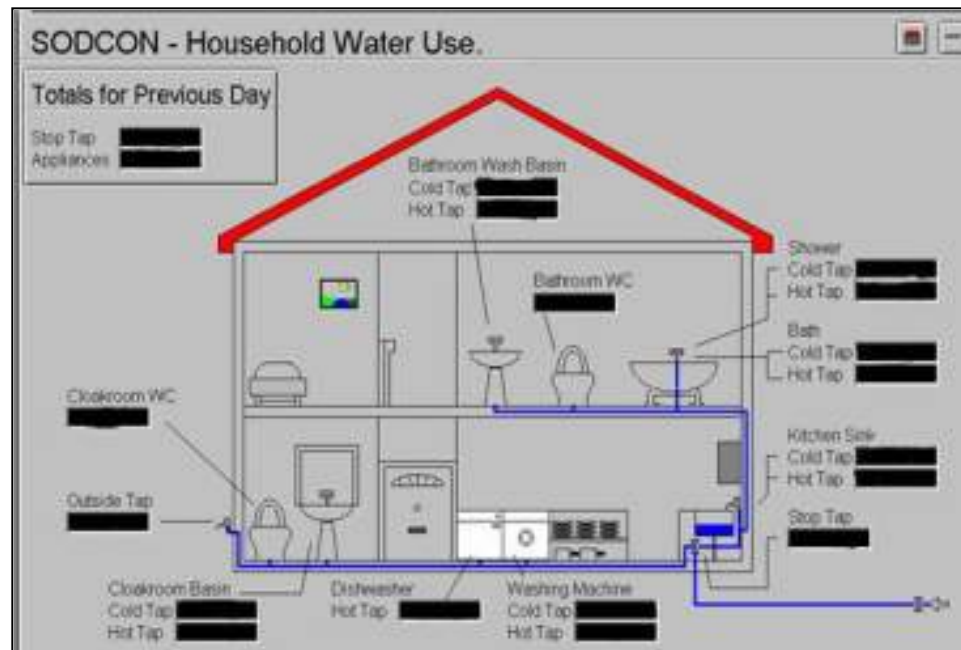 SODCON - Household Water Use.
Totals for Previous Day
Stop Tap
Appliances
Bathroom Wash Basin
Cold Tap
Hot Tap
Bathroom WC
Shower
Cold Tap
Hot Tap
Bath
Cold Tap
Hot Tap
Cloakroom WC
Kitchen Sink
Cold Tap
Hot Tap
Outside Tap
Stop Tap
Cloakroom Basin
Cold Tap
Hot Tap
Dishwasher
Hot Tap
Washing Machine
Cold Tap
Hot Tap